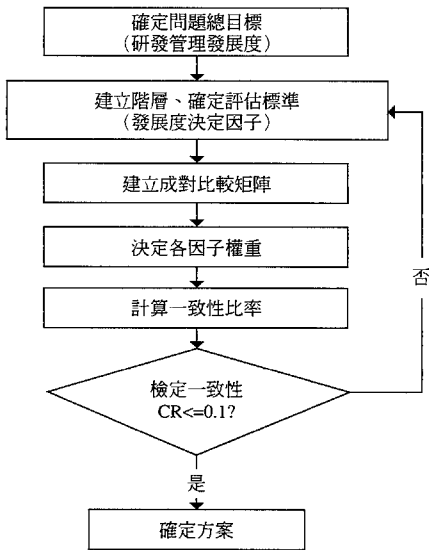 確定問題總目標
（研發管理發展度）
建立階層、確定評估標準
（發展度決定因子）
建立成對比較矩陣
決定各因子權重
計算一致性比率
否
檢定一致性
CR<=0.1?
是
確定方案